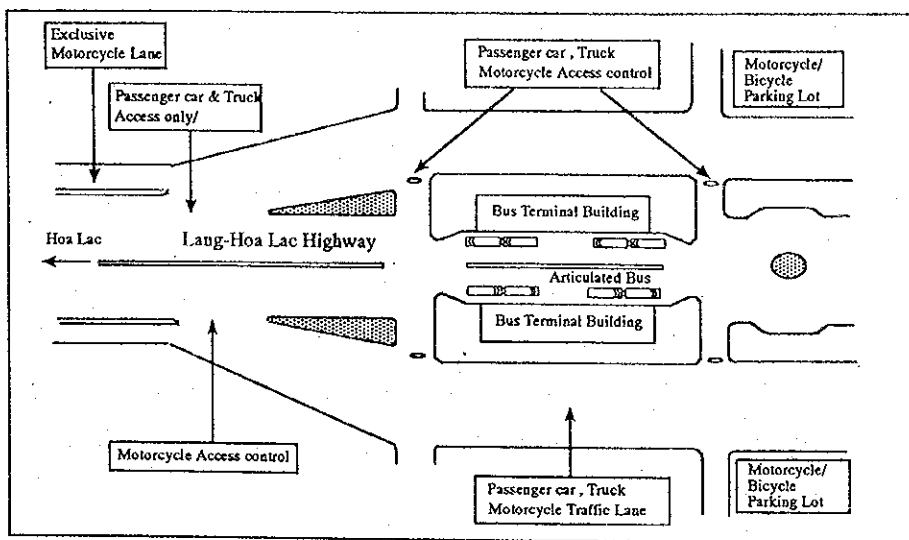 Exclusive
Motorcycle Lane
Passenger car , Truck
Motorcycle Access control
Motorcycle/
Bicycle
Parking Lot
Passenger car & Truck
Access only/
Bus Terminal Building
Hoa Lac
Lang-Hoa Lac Highway
Articulated Bus
Bus Terminal Building
Motorcycle Access control
Passenger car , Truck
Motorcycle Traffic Lane
Motorcycle/
Bicycle
Parking Lot